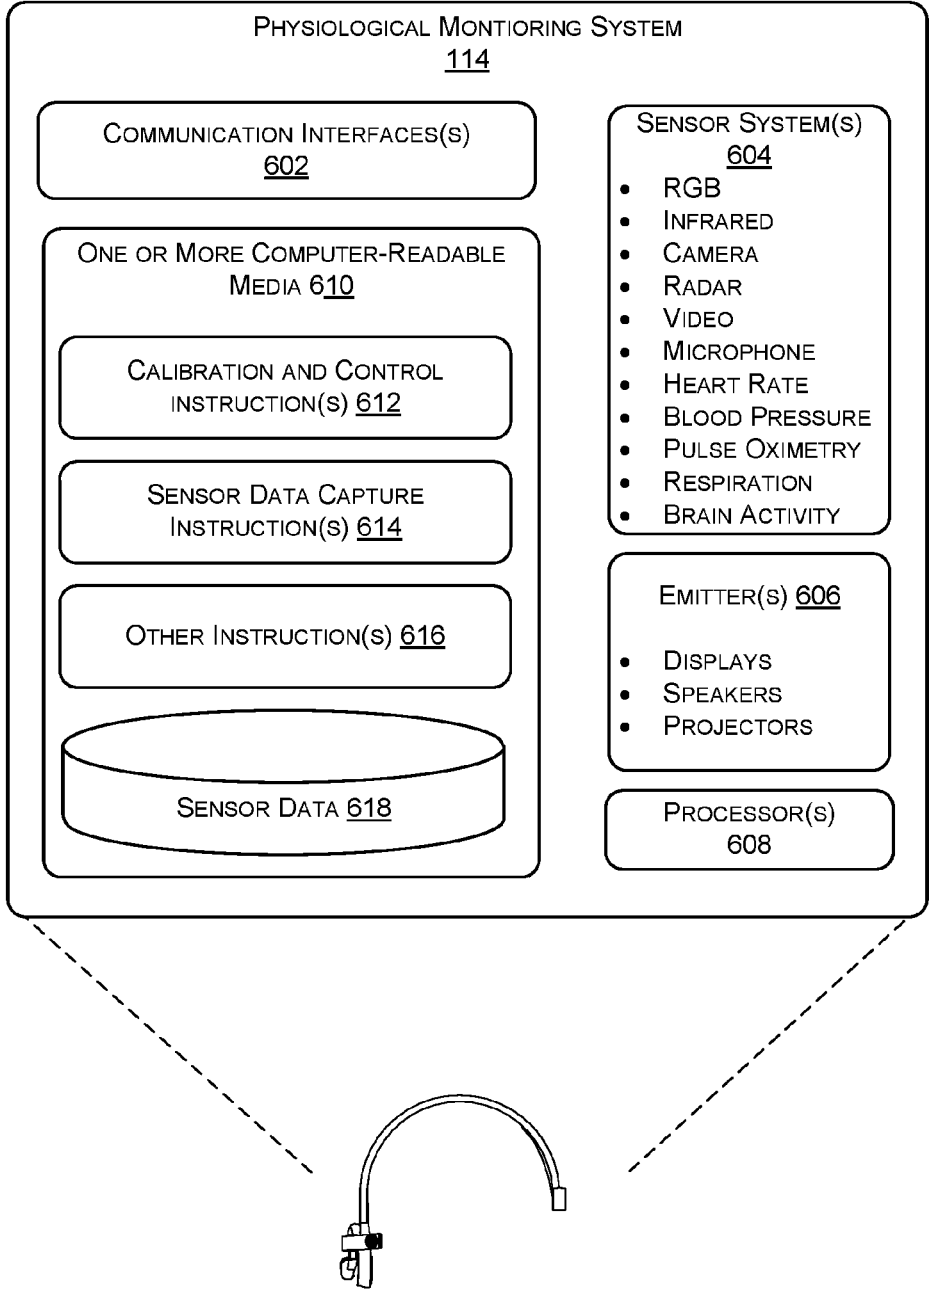 PHYSIOLOGICAL MONTIORING SYSTEM
114
COMMUNICATION INTERFACES(S)
602
ONE OR MORE COMPUTER-READABLE
MEDIA 610
CALIBRATION AND CONTROL
INSTRUCTION(S) 612
SENSOR DATA CAPTURE
INSTRUCTION(S) 614
OTHER INSTRUCTION(S) 616
SENSOR DATA 618
SENSOR SYSTEM(S)
604
• RGB
• INFRARED
• CAMERA
• RADAR
• VIDEO
• MICROPHONE
• HEART RATE
• BLOOD PRESSURE
• PULSE OXIMETRY
• RESPIRATION
• BRAIN ACTIVITY
EMITTER(S) 606
• DISPLAYS
• SPEAKERS
• PROJECTORS
PROCESSOR(S)
608